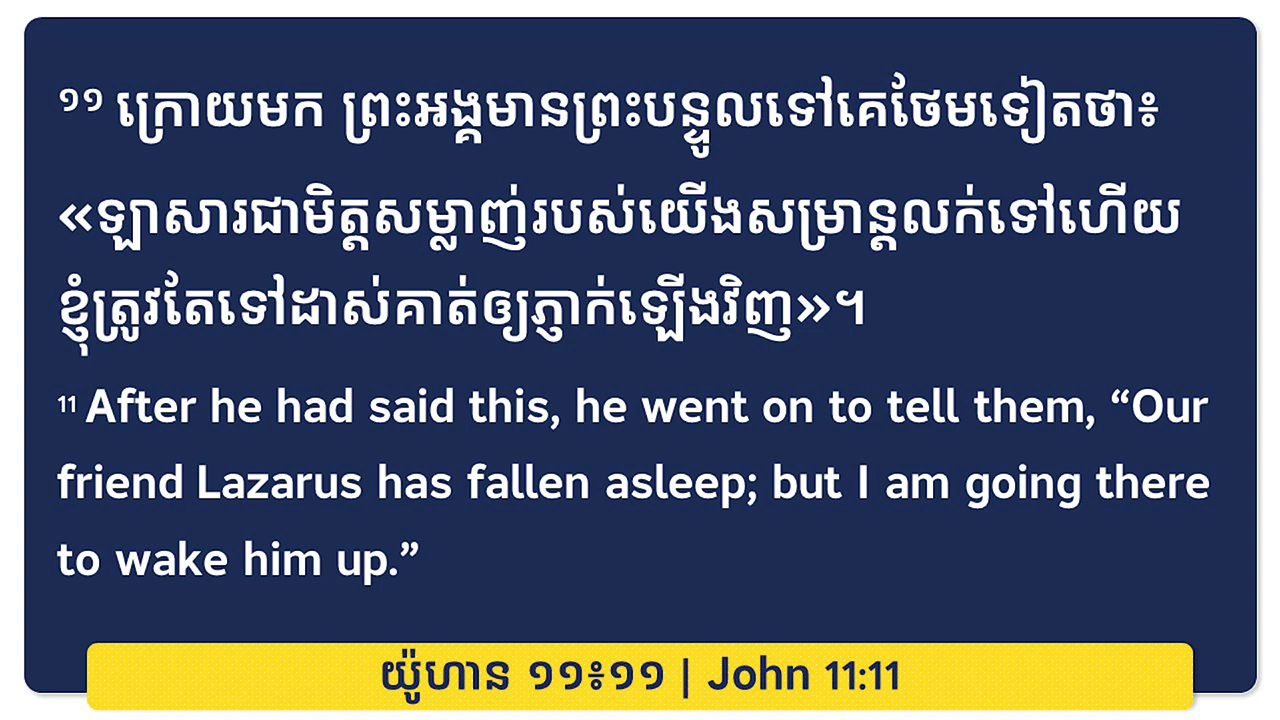 ១១ ក្រោយមក ព្រះអង្គមានព្រះបន្ទូលទៅគេថែមទៀតថា៖
«ឡាសារជាមិត្តសម្លាញ់របស់យើងសម្រាន្តលក់ទៅហើយ
ខ្ញុំត្រូវតែទៅដាស់គាត់ឲ្យភ្ញាក់ឡើងវិញ»។
11 After he had said this, he went on to tell them, “Our
friend Lazarus has fallen asleep; but I am going there
to wake him up.”
យ៉ូហាន ១១៖១១ | John 11:11